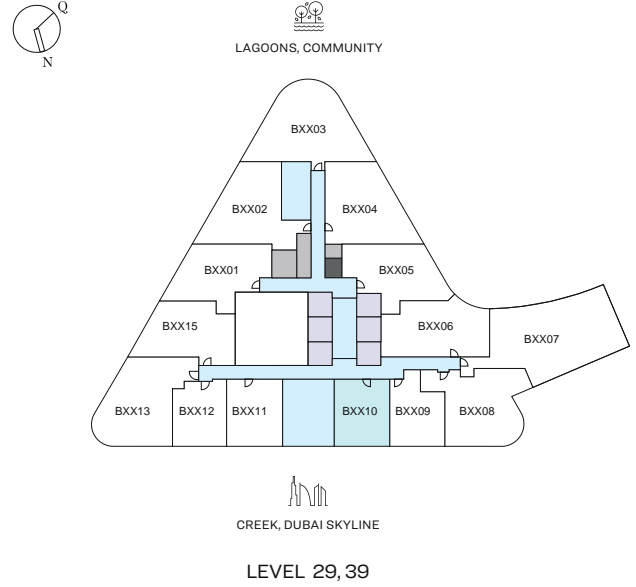 Q
N
LAGOONS, COMMUNITY
BXX03
BXX02
BXX04
BXX01
BXX05
BXX15
BXX06
BXX07
BXX13
BXX12
BXX11
BXX10
BXX09
BXX08
CREEK, DUBAI SKYLINE
LEVEL 29, 39